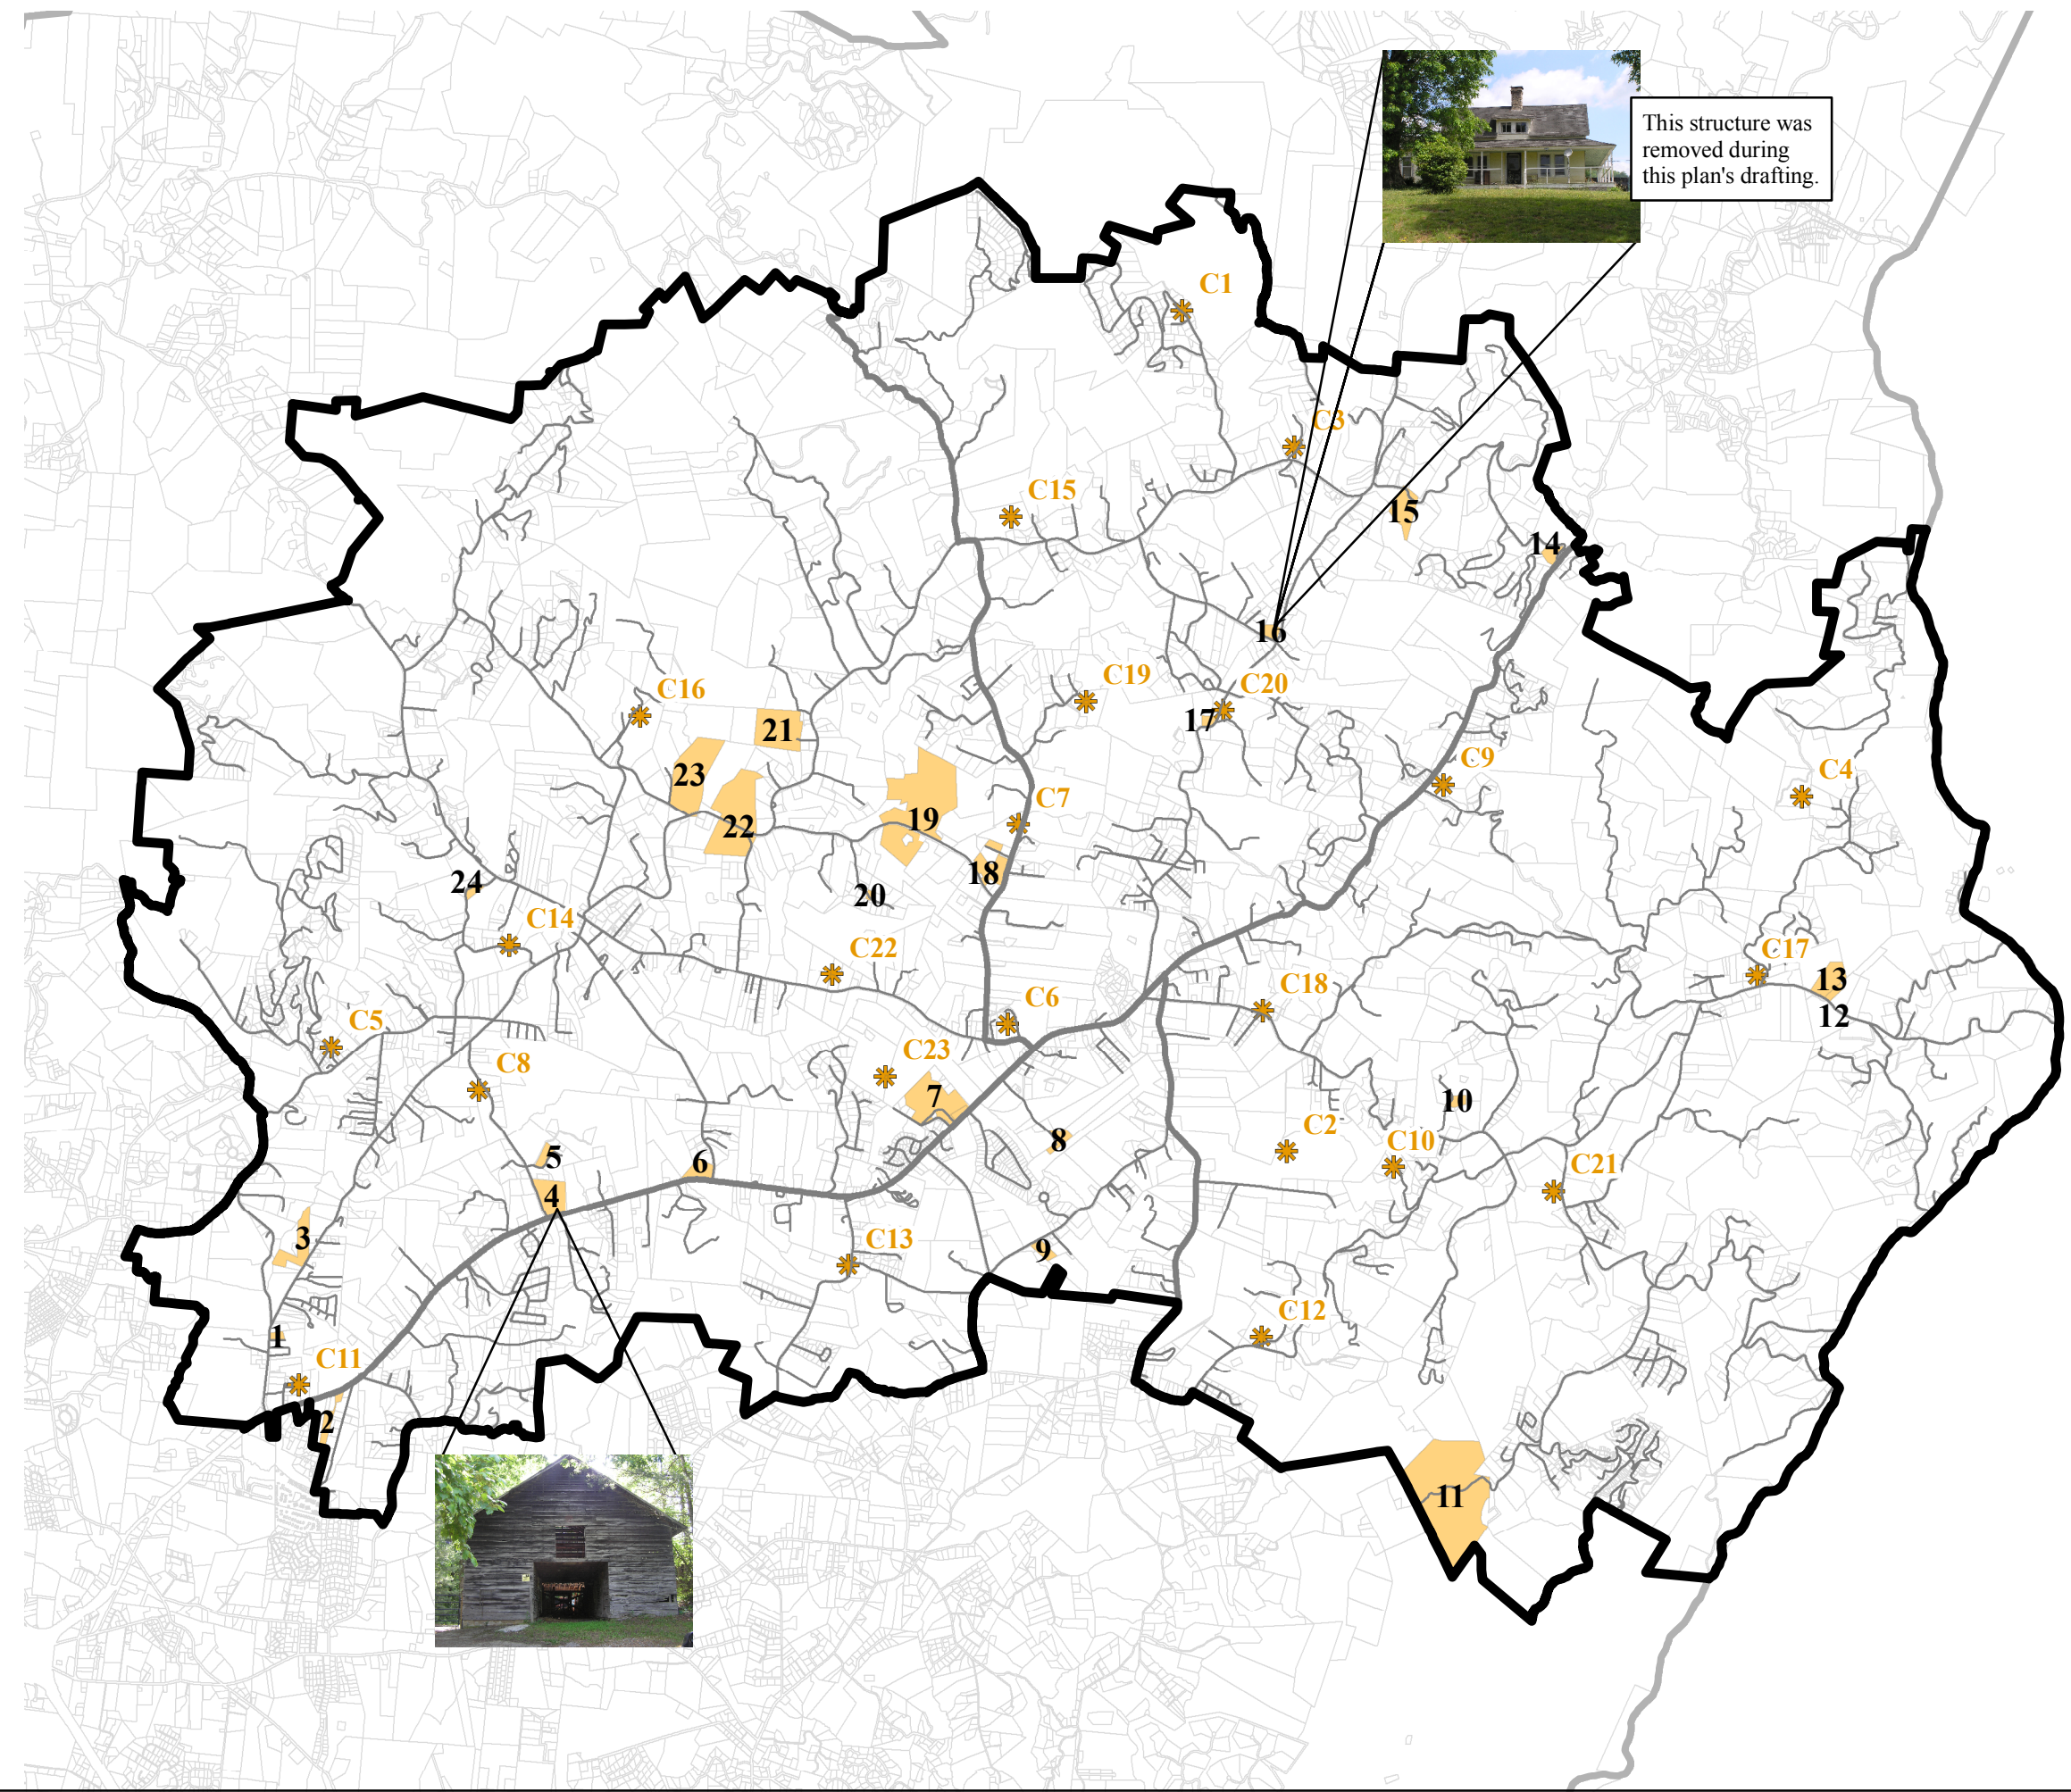 This structure was
removed during
this plan's drafting.
C1
C3
C15
15
14
16
C16
C19
C20
17
21
23
C9
C4
C7
19
22
18
24
20
C14
C22
C17
13
12
C18
C6
C5
C23
C8
7
10
8
C2
C10
5
6
C21
4
3
C13
9
1
C12
C11
2
11